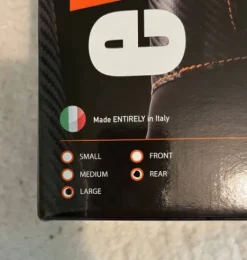 e
Made ENTIRELY in Italy
SMALL
FRONT
MEDIUM
REAR
LARGE